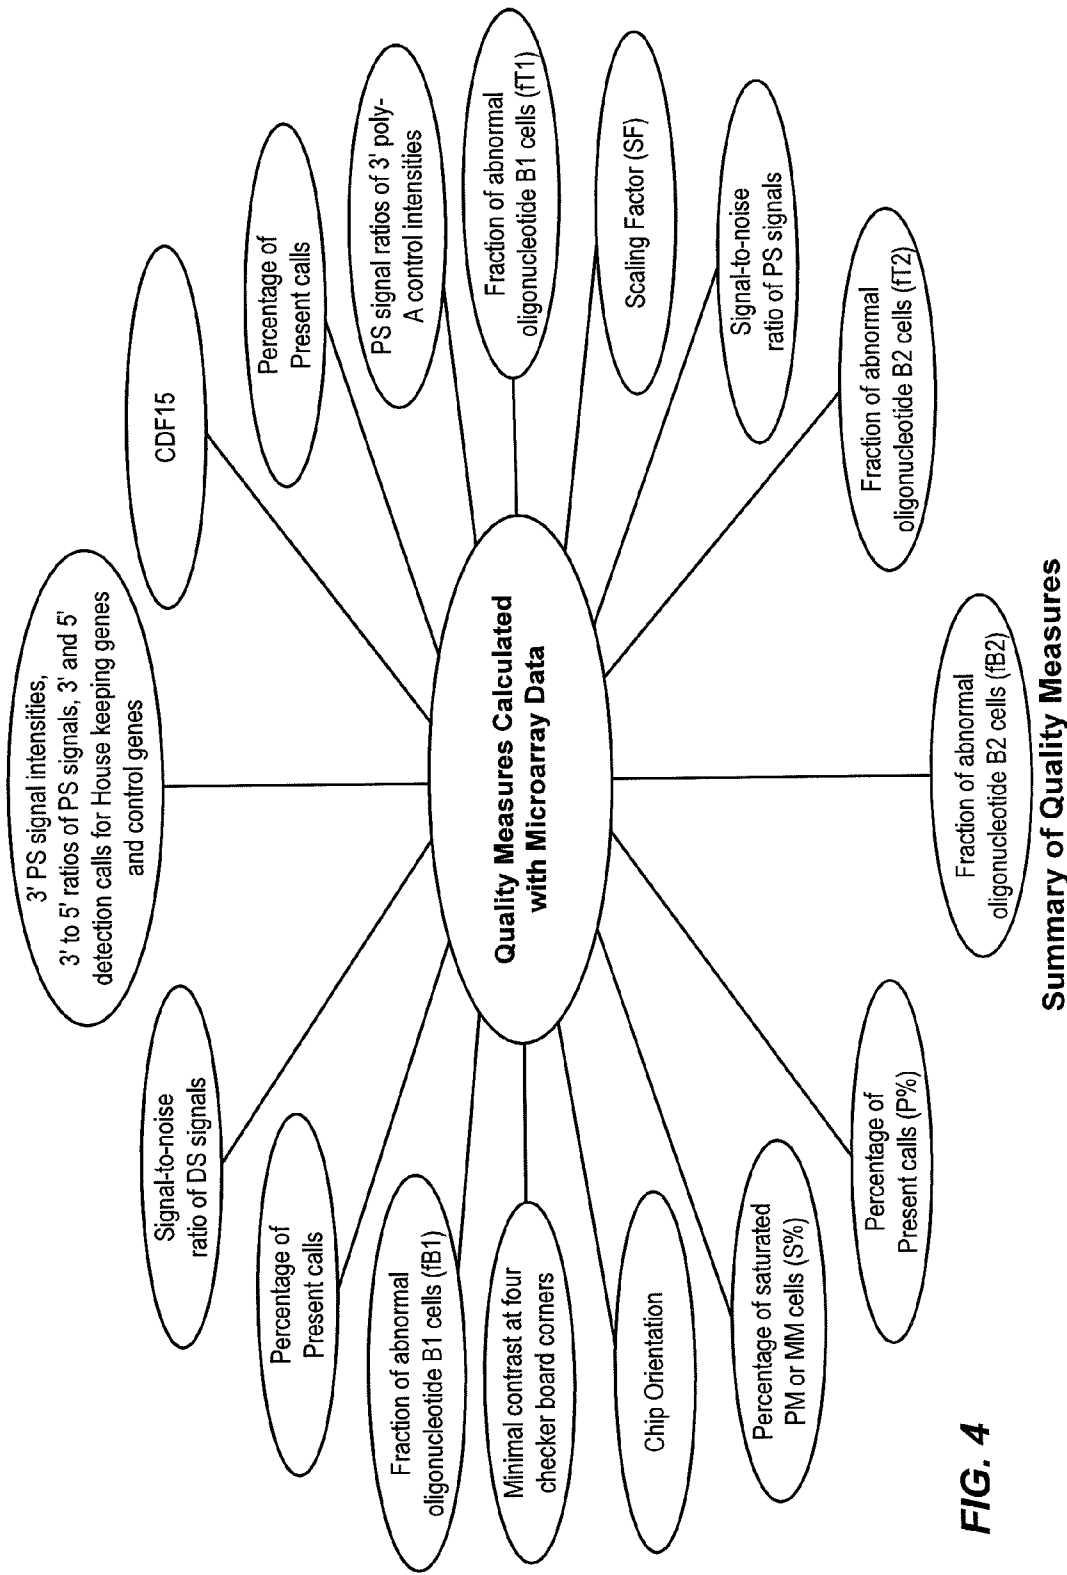 3' PS signal intensities,
3' to 5' ratios of PS signals, 3' and 5'
detection calls for House keeping genes
and control genes
CDF15
Percentage of
Present calls
PS signal ratios of 3' poly-
A control intensities
Fraction of abnormal
oligonucleotide B1 cells (fT1)
Scaling Factor (SF)
Signal-to-noise
ratio of PS signals
Fraction of abnormal
oligonucleotide B2 cells (fT2)
Fraction of abnormal
oligonucleotide B2 cells (fB2)
Percentage of
Present calls (P%)
Percentage of saturated
PM or MM cells (S%)
Chip Orientation
Minimal contrast at four
checker board corners
Fraction of abnormal
oligonucleotide B1 cells (fB1)
Percentage of
Present calls
Signal-to-noise
ratio of DS signals
Quality Measures Calculated
with Microarray Data
Summary of Quality Measures
FIG. 4